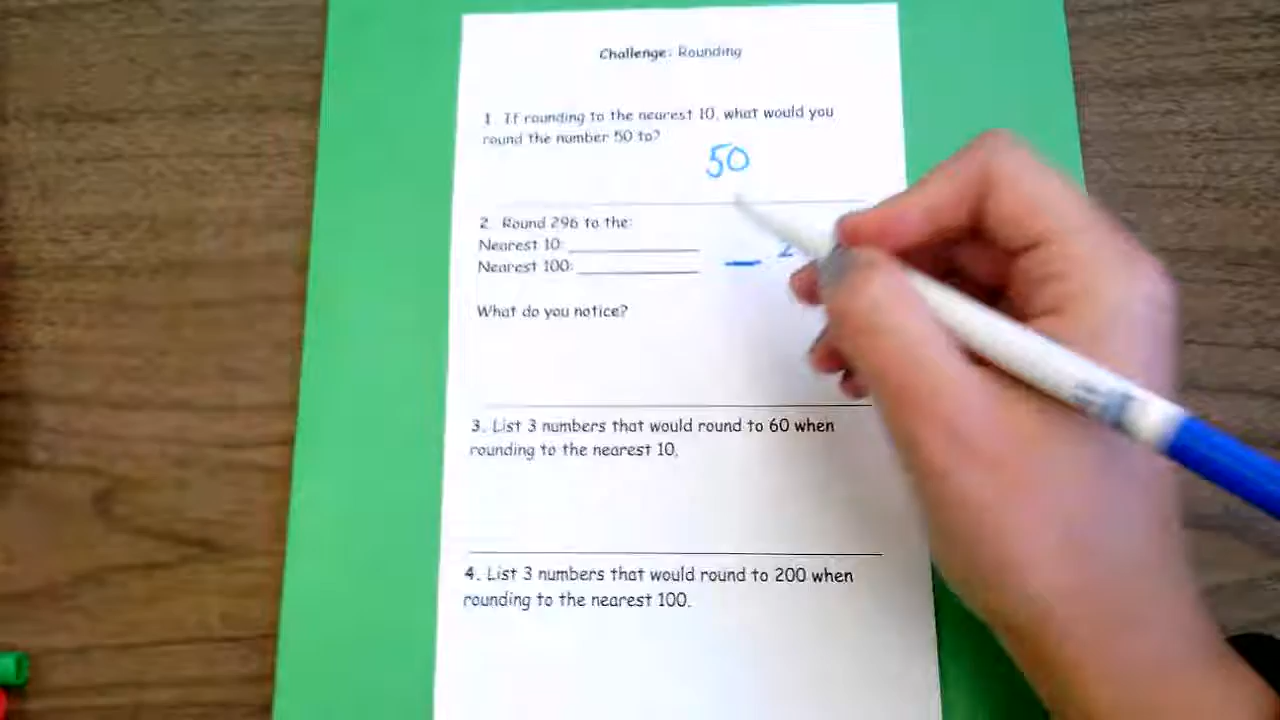 Challenge: Rounding
1. If rounding to the nearest 10, what would you
round the number 50 to?
50
2. Round 296 to the:
Nearest 10: ____________
Nearest 100: ____________
What do you notice?
3. List 3 numbers that would round to 60 when
rounding to the nearest 10.
4. List 3 numbers that would round to 200 when
rounding to the nearest 100.